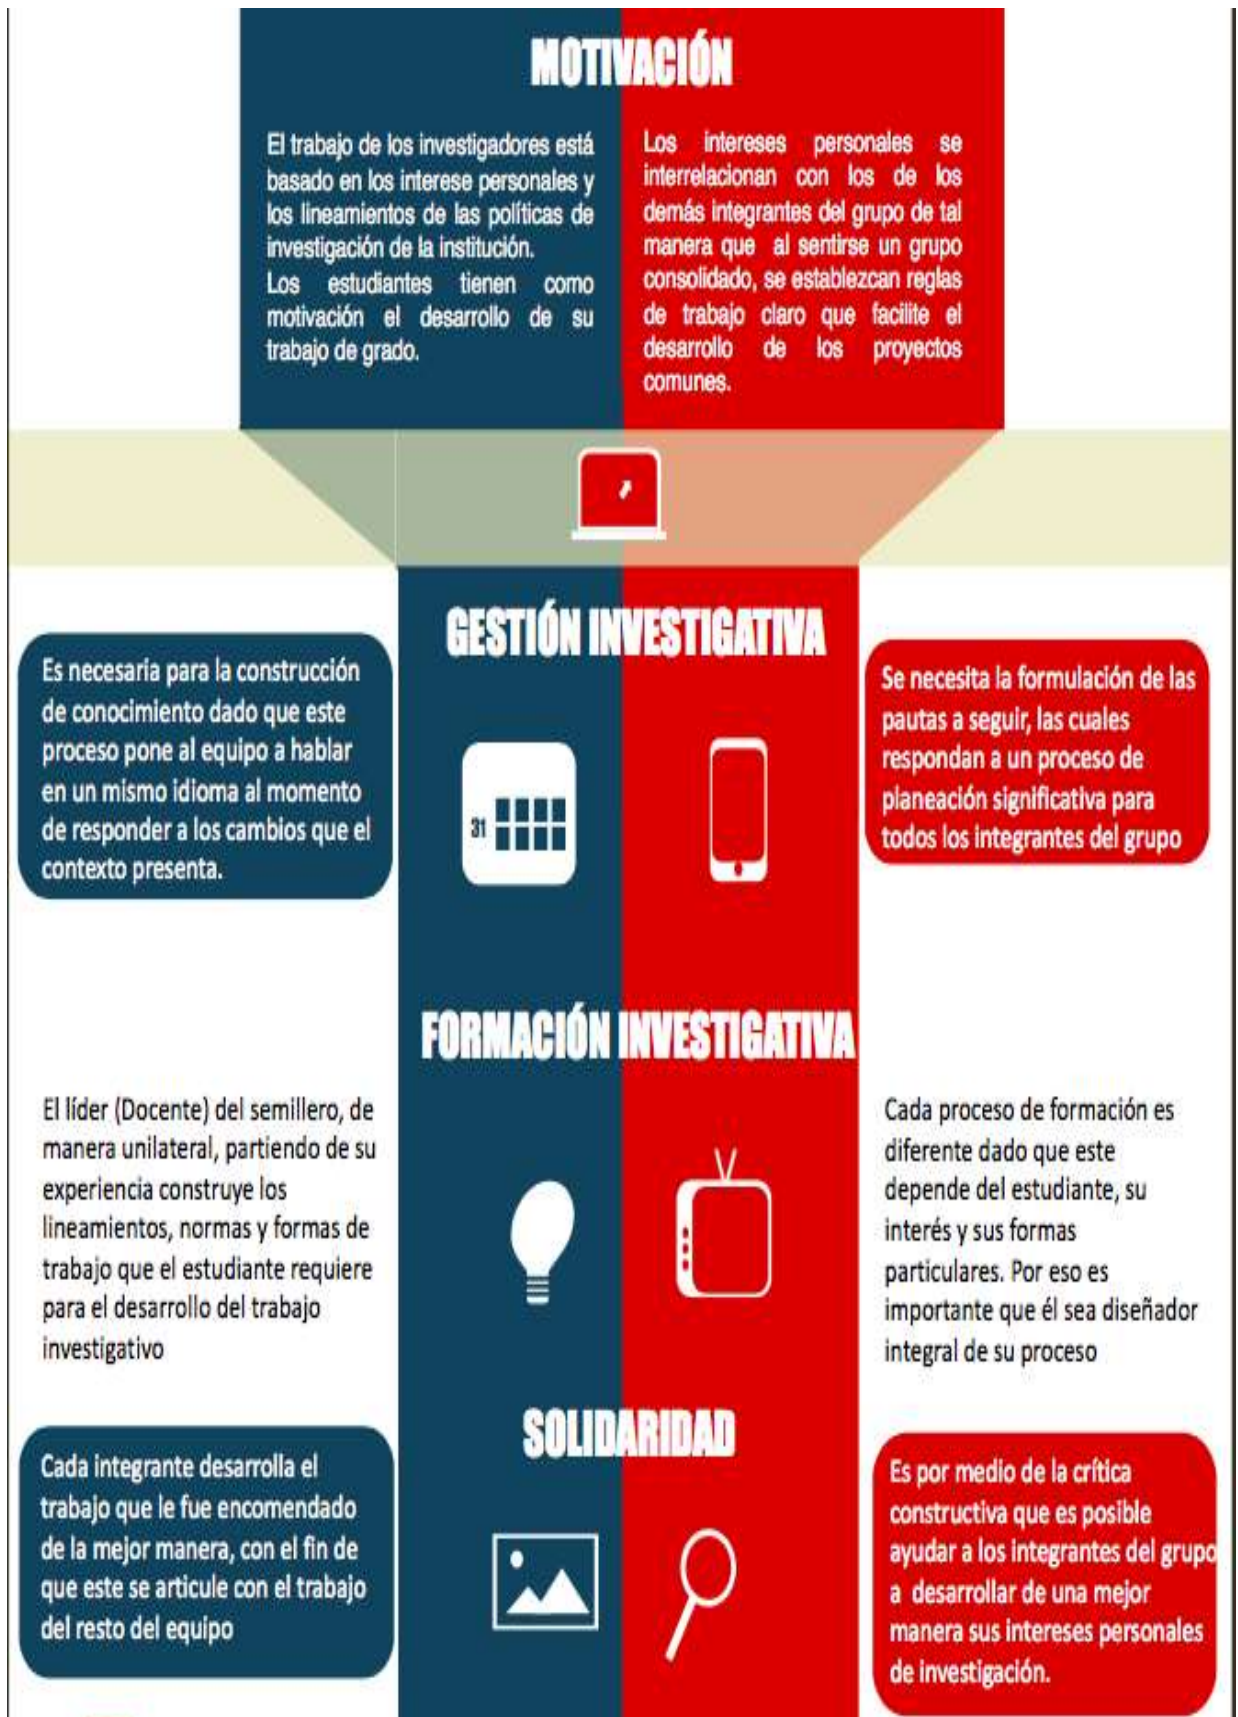 MOTIVACIÓN
El trabajo de los investigadores está
basado en los interese personales y
los lineamientos de las políticas de
investigación de la institución.
Los estudiantes tienen como
motivación el desarrollo de su
trabajo de grado.
Los intereses personales se
interrelacionan con los de los
demás integrantes del grupo de tal
manera que al sentirse un grupo
consolidado, se establezcan reglas
de trabajo claro que facilite el
desarrollo de los proyectos
comunes.
GESTIÓN INVESTIGATIVA
Es necesaria para la construcción
de conocimiento dado que este
proceso pone al equipo a hablar
en un mismo idioma al momento
de responder a los cambios que el
contexto presenta.
31
Se necesita la formulación de las
pautas a seguir, las cuales
respondan a un proceso de
planeación significativa para
todos los integrantes del grupo
FORMACIÓN INVESTIGATIVA
El líder (Docente) del semillero, de
manera unilateral, partiendo de su
experiencia construye los
lineamientos, normas y formas de
trabajo que el estudiante requiere
para el desarrollo del trabajo
investigativo
Cada proceso de formación es
diferente dado que este
depende del estudiante, su
interés y sus formas
particulares. Por eso es
importante que él sea diseñador
integral de su proceso
SOLIDARIDAD
Cada integrante desarrolla el
trabajo que le fue encomendado
de la mejor manera, con el fin de
que este se articule con el trabajo
del resto del equipo
Es por medio de la crítica
constructiva que es posible
ayudar a los integrantes del grupo
a desarrollar de una mejor
manera sus intereses personales
de investigación.